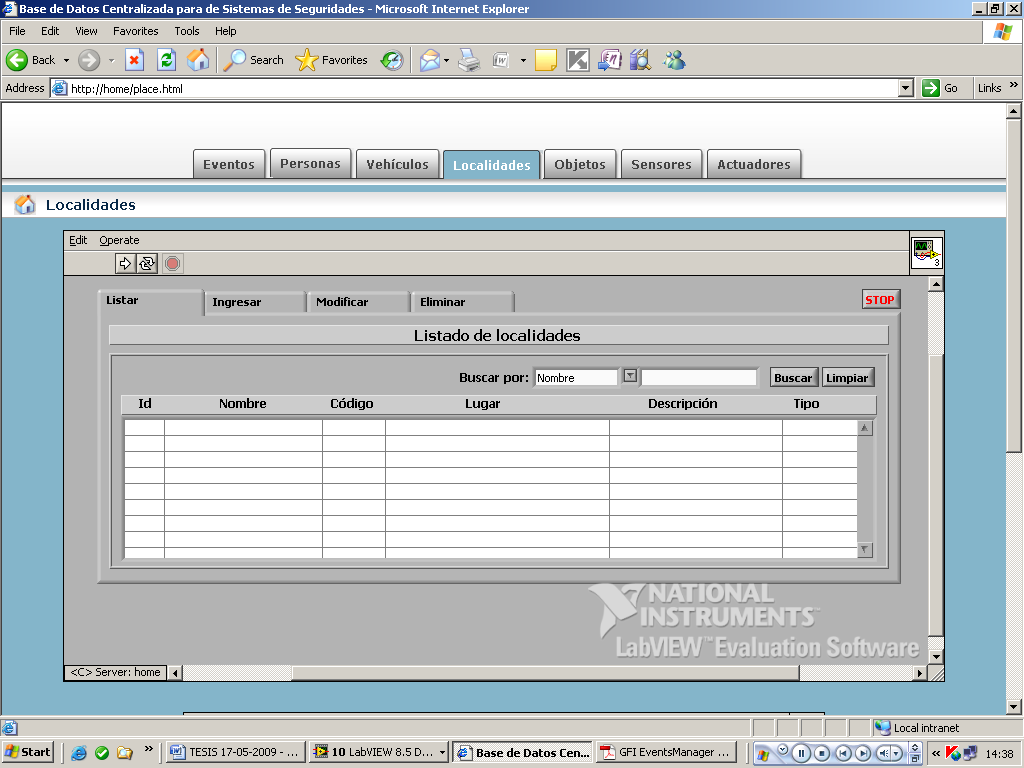 Base de Datos Centralizada para de Sistemas de Seguridades - Microsoft Internet Explorer
File Edit View Favorites Tools Help
Back Search Favorites
Address http://home/place.html Go Links »
Eventos Personas Vehículos Localidades Objetos Sensores Actuadores
Localidades
Edit Operate
3
Listar Ingresar Modificar Eliminar STOP
Listado de localidades
Buscar por: Nombre Buscar Limpiar
Id Nombre Código Lugar Descripción Tipo
NATIONAL
INSTRUMENTS™
LabVIEW™ Evaluation Software
<C> Server: home
Local intranet
Start » TESIS 17-05-2009 - ... 10 LabVIEW 8.5 D... Base de Datos Cen... GFI EventsManager ... « 14:38